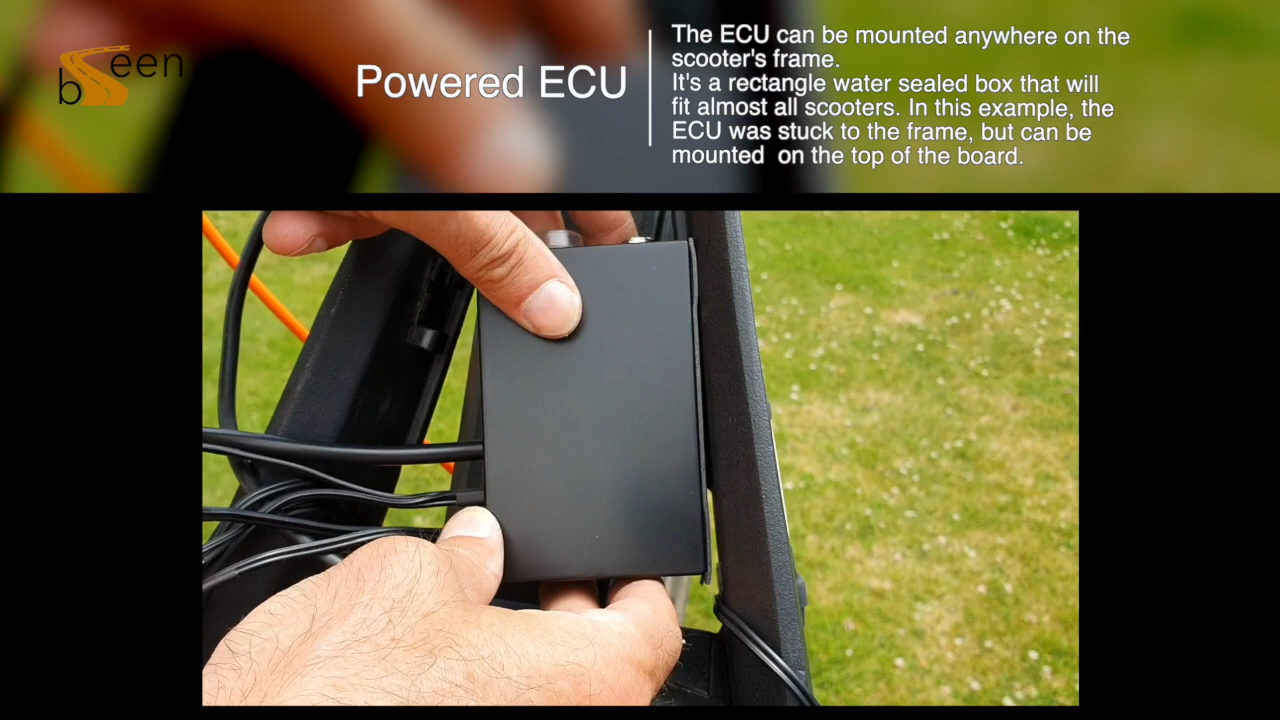 b een
Powered ECU
The ECU can be mounted anywhere on the
scooter's frame.
It's a rectangle water sealed box that will
fit almost all scooters. In this example, the
ECU was stuck to the frame, but can be
mounted on the top of the board.